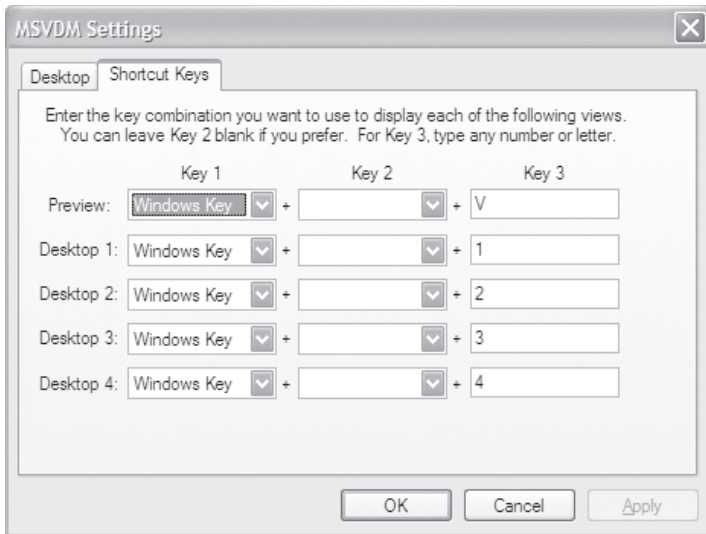 MSVDM Settings
Desktop Shortcut Keys
Enter the key combination you want to use to display each of the following views.
You can leave Key 2 blank if you prefer. For Key 3, type any number or letter.
Key 1 Key 2 Key 3
Preview: Windows Key + + V
Desktop 1: Windows Key + + 1
Desktop 2: Windows Key + + 2
Desktop 3: Windows Key + + 3
Desktop 4: Windows Key + + 4
OK Cancel Apply